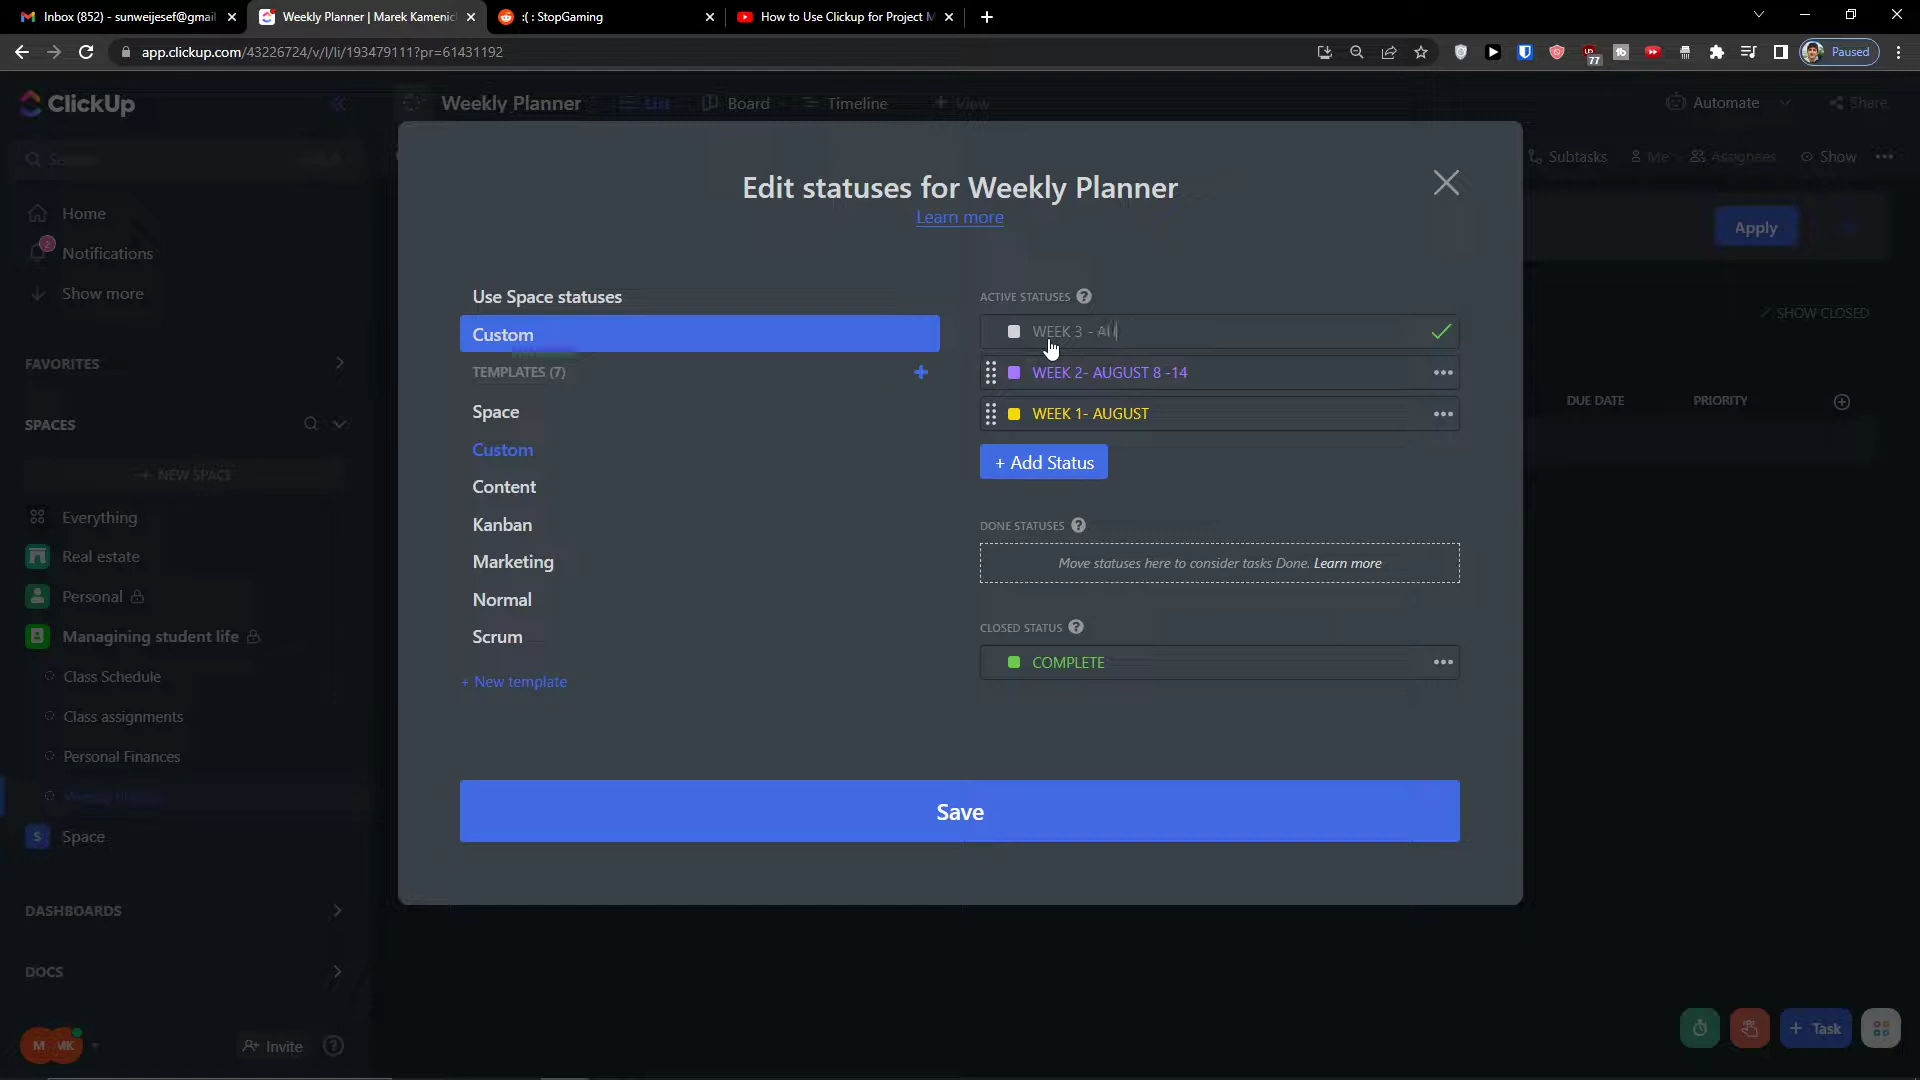 Inbox (852) - sunweijesef@gmail
Weekly Planner | Marek Kamenic
:( : StopGaming
How to Use Clickup for Project M
app.clickup.com/43226724/v/l/li/193479111?pr=61431192
77
Paused
ClickUp
Weekly Planner
List
Board
Timeline
+ View
Automate
Share
Search
Edit statuses for Weekly Planner
Learn more
Subtasks
Me
Assignees
Show
Home
2
Notifications
Show more
Apply
Use Space statuses
Custom
TEMPLATES (7)
Space
Custom
Content
Kanban
Marketing
Normal
Scrum
+ New template
ACTIVE STATUSES
WEEK 3 - AU
WEEK 2- AUGUST 8 -14
WEEK 1- AUGUST
+ Add Status
DONE STATUSES
Move statuses here to consider tasks Done. Learn more
CLOSED STATUS
COMPLETE
Save
SHOW CLOSED
DUE DATE
PRIORITY
FAVORITES
SPACES
+ NEW SPACE
Everything
Real estate
Personal
Managining student life
Class Schedule
Class assignments
Personal Finances
Weekly Planner
S
Space
DASHBOARDS
DOCS
M
MK
Invite
+ Task